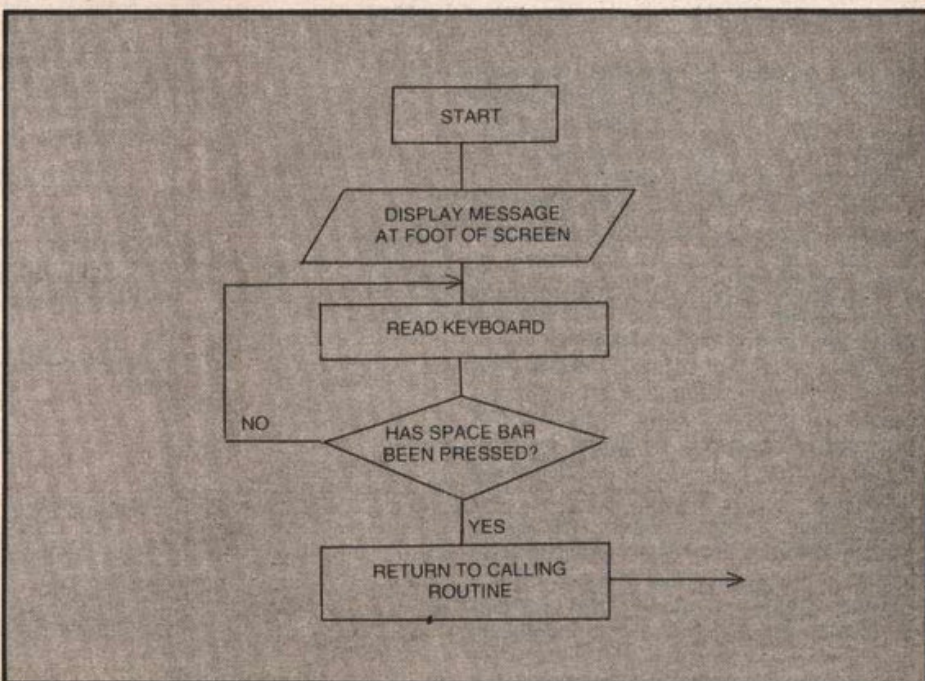 START
DISPLAY MESSAGE
AT FOOT OF SCREEN
READ KEYBOARD
NO
HAS SPACE BAR
BEEN PRESSED?
YES
RETURN TO CALLING
ROUTINE